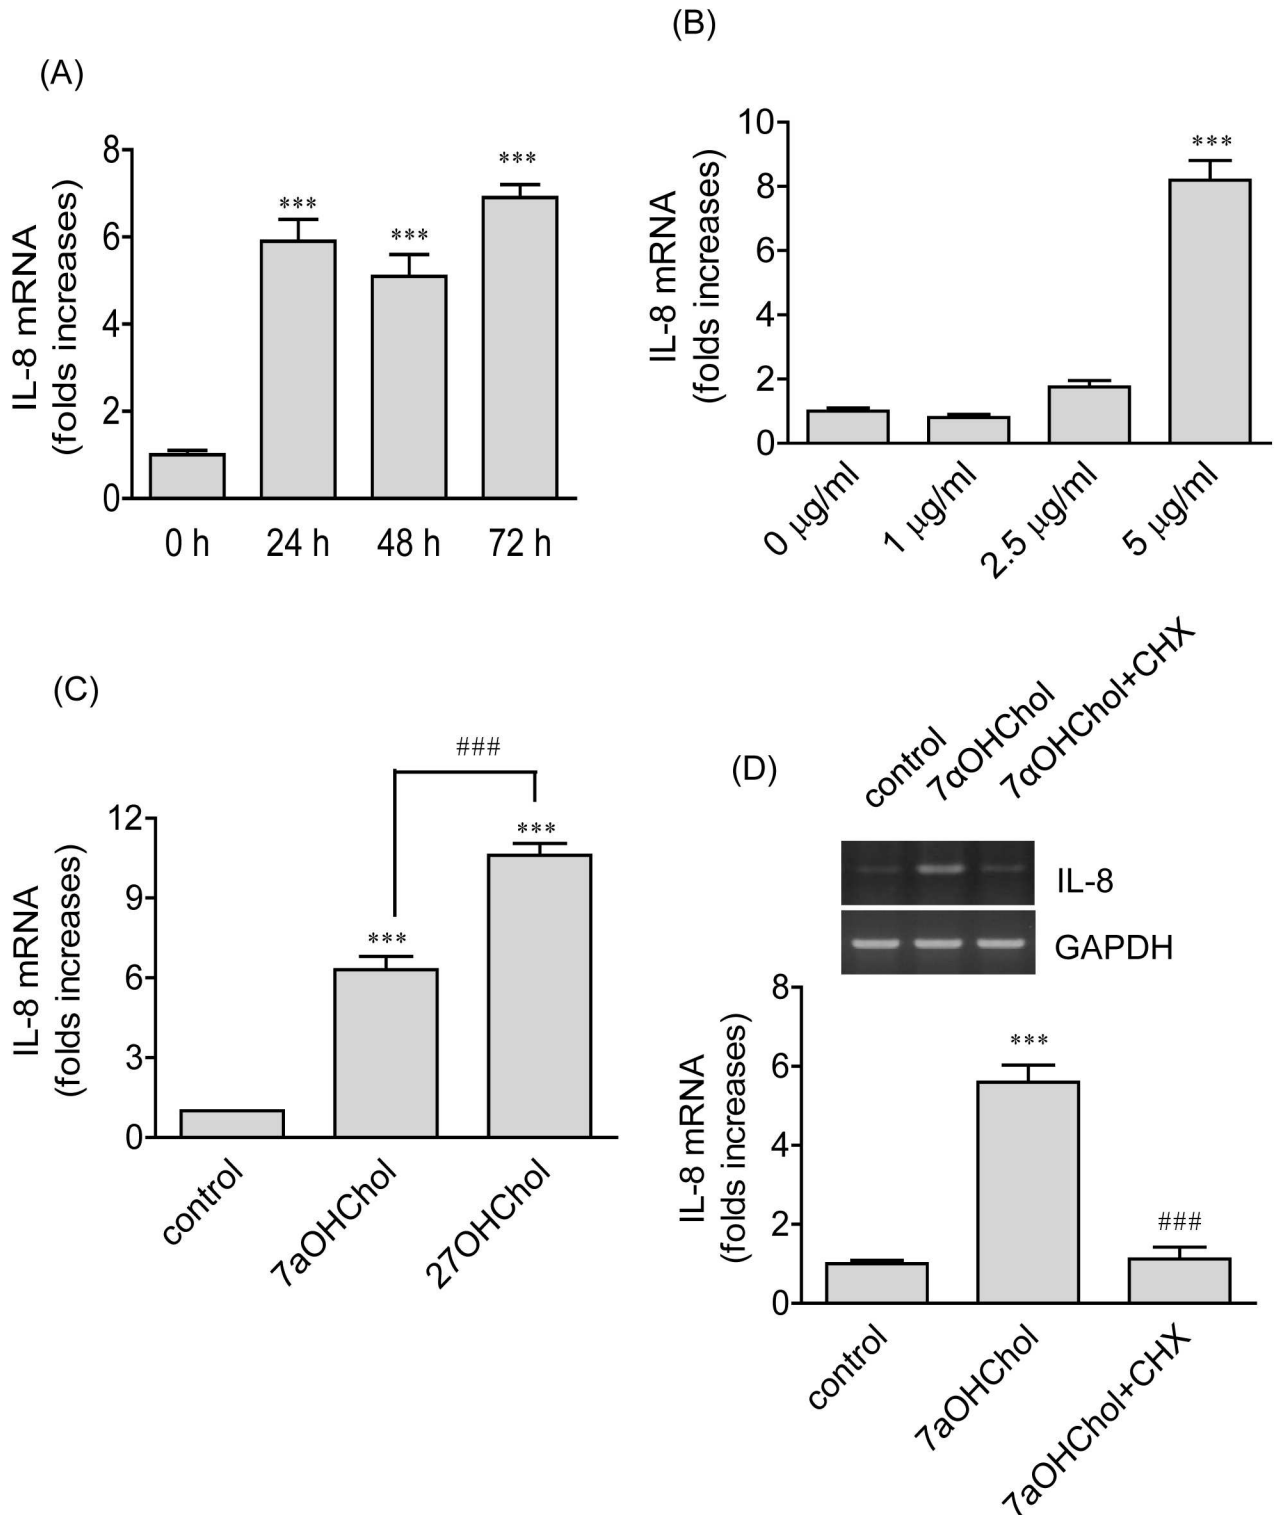 (A)
IL-8 mRNA
(folds increases)
8
6
4
2
0
***
***
***
0 h
24 h
48 h
72 h
(B)
IL-8 mRNA
(folds increases)
10
8
6
4
2
0
***
0 μg/ml
1 μg/ml
2.5 μg/ml
5 μg/ml
(C)
IL-8 mRNA
(folds increases)
12
9
6
3
0
###
***
***
control
7aOHChol
27OHChol
(D)
control
7αOHChol
7αOHChol+CHX
IL-8
GAPDH
IL-8 mRNA
(folds increases)
8
6
4
2
0
***
###
control
7aOHChol
7aOHChol+CHX